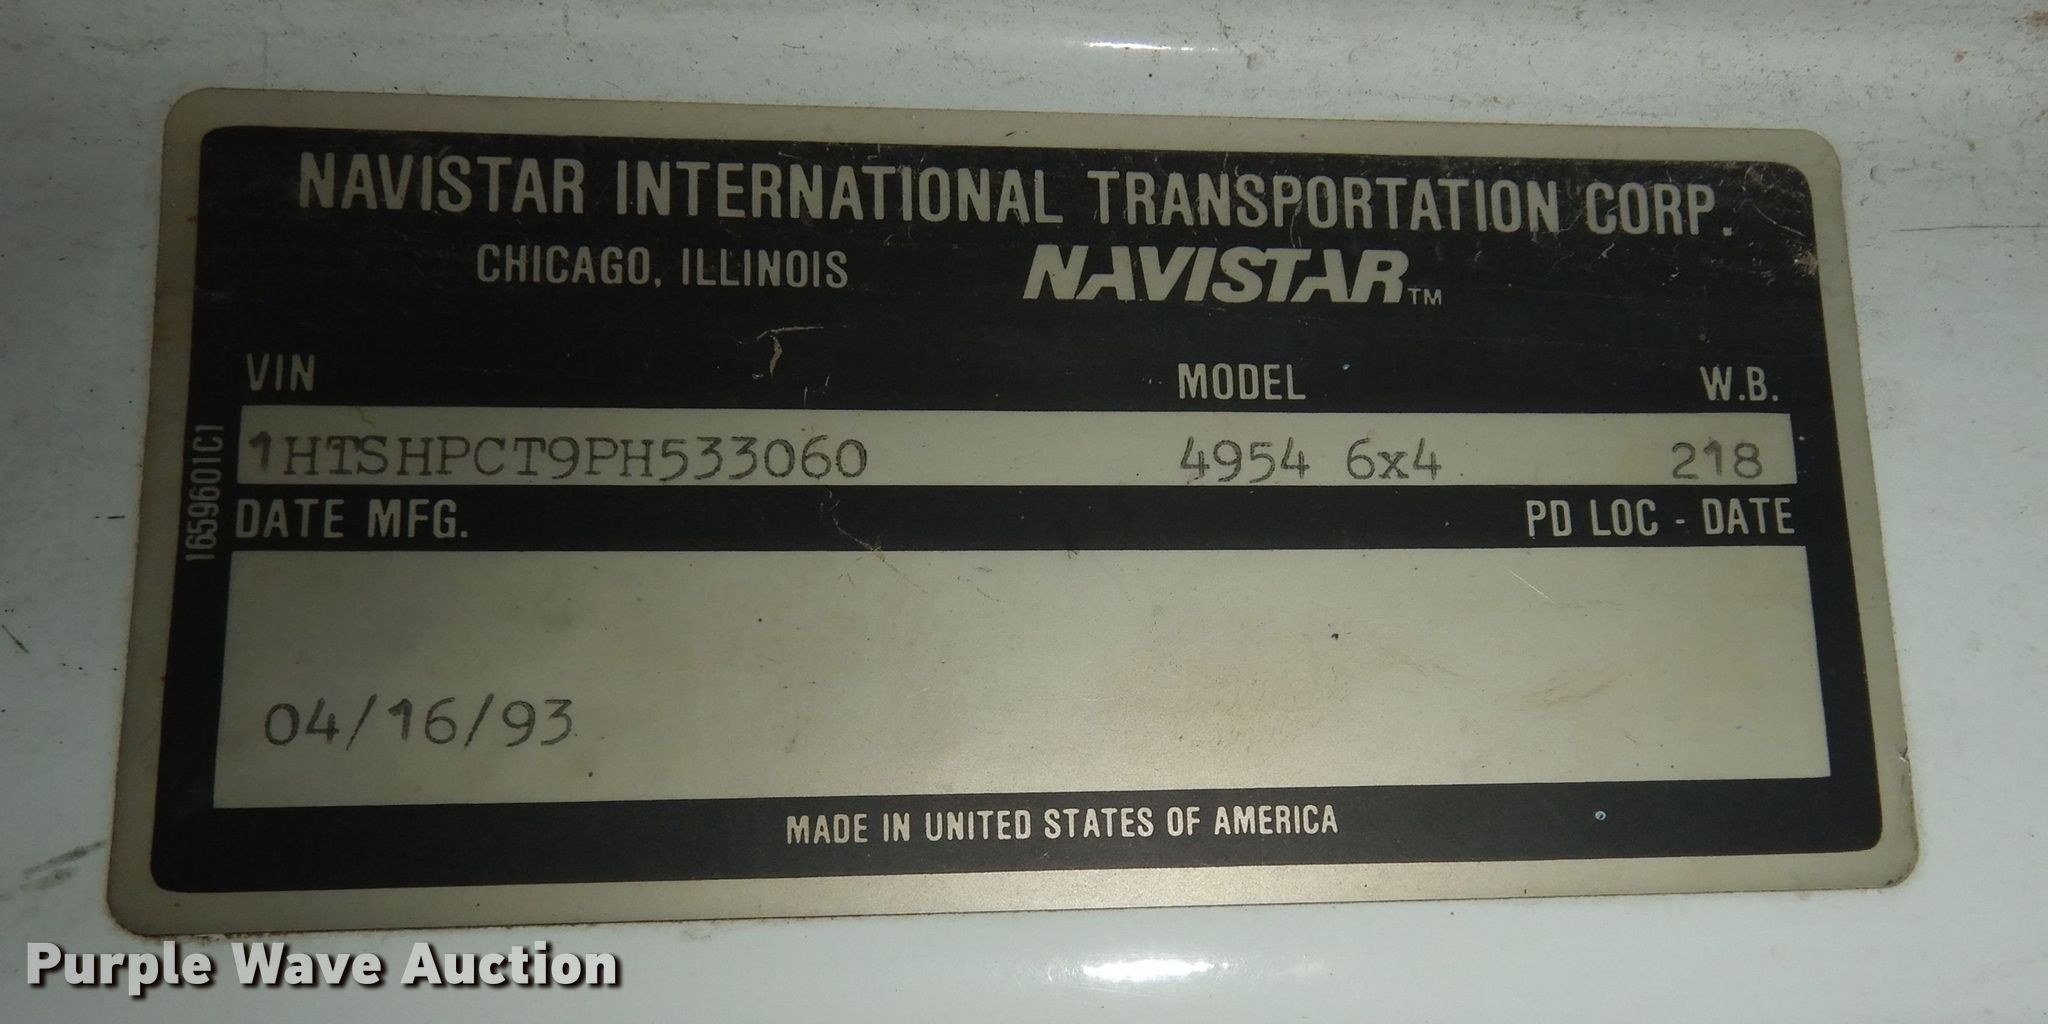 NAVISTAR INTERNATIONAL TRANSPORTATION CORP.
CHICAGO, ILLINOIS NAVISTAR™
VIN MODEL W.B.
1HTSHPCT9PH533060 4954 6x4 218
1659601C1
DATE MFG. PD LOC - DATE
04/16/93
MADE IN UNITED STATES OF AMERICA
Purple Wave Auction